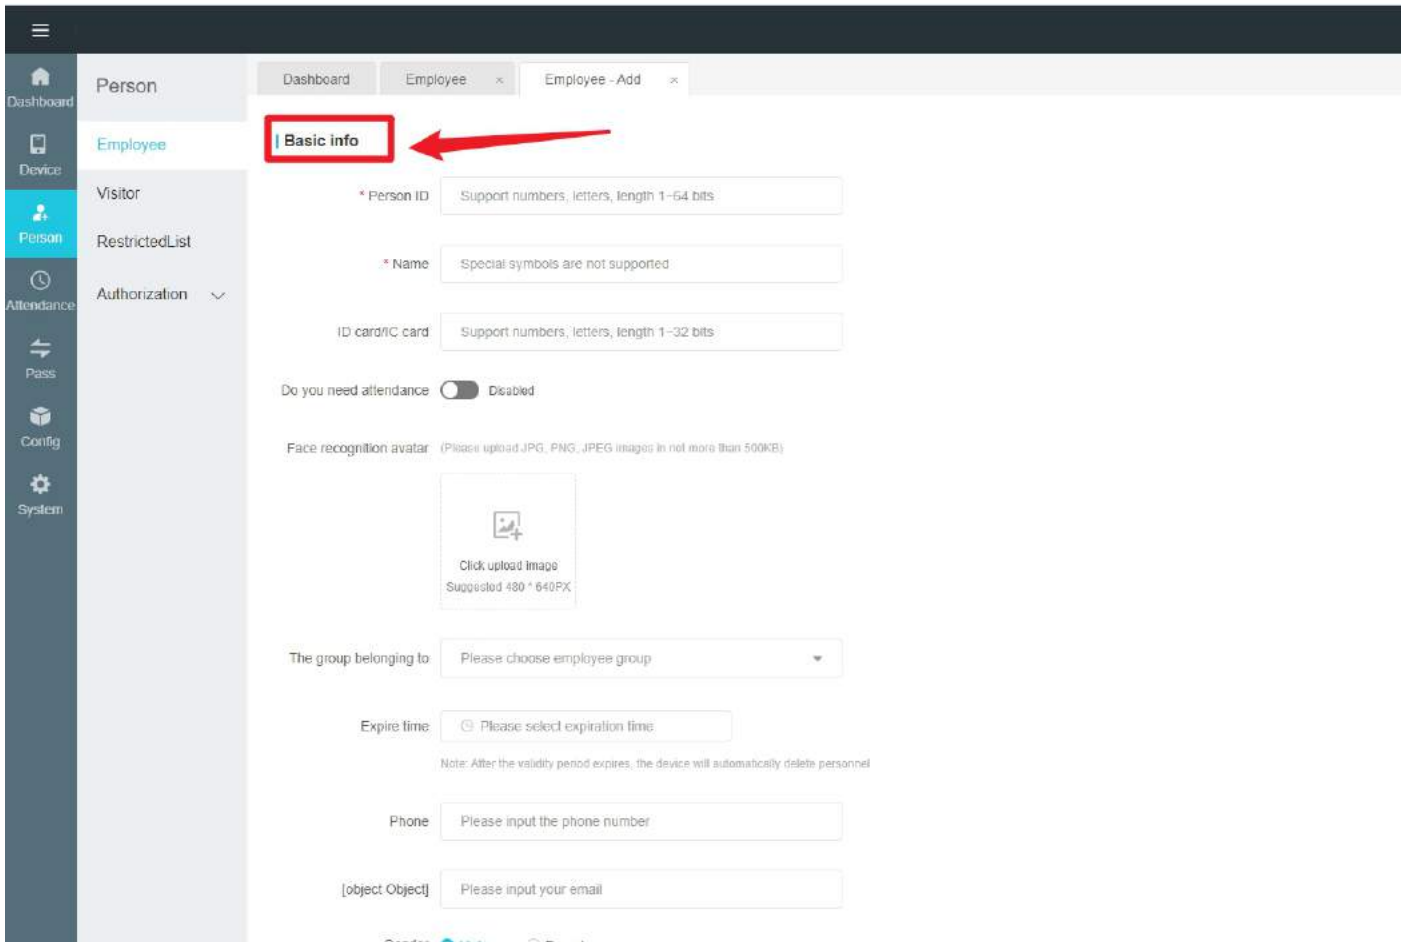 Dashboard
Device
Person
Attendance
Pass
Config
System
Person
Employee
Visitor
RestrictedList
Authorization
Dashboard
Employee ×
Employee - Add ×
Basic info
* Person ID Support numbers, letters, length 1~64 bits
* Name Special symbols are not supported
ID card/IC card Support numbers, letters, length 1~32 bits
Do you need attendance Disabled
Face recognition avatar (Please upload JPG, PNG, JPEG images in not more than 500KB)
Click upload image
Suggested 480 * 640PX
The group belonging to Please choose employee group
Expire time Please select expiration time
Note: After the validity period expires, the device will automatically delete personnel
Phone Please input the phone number
[object Object] Please input your email